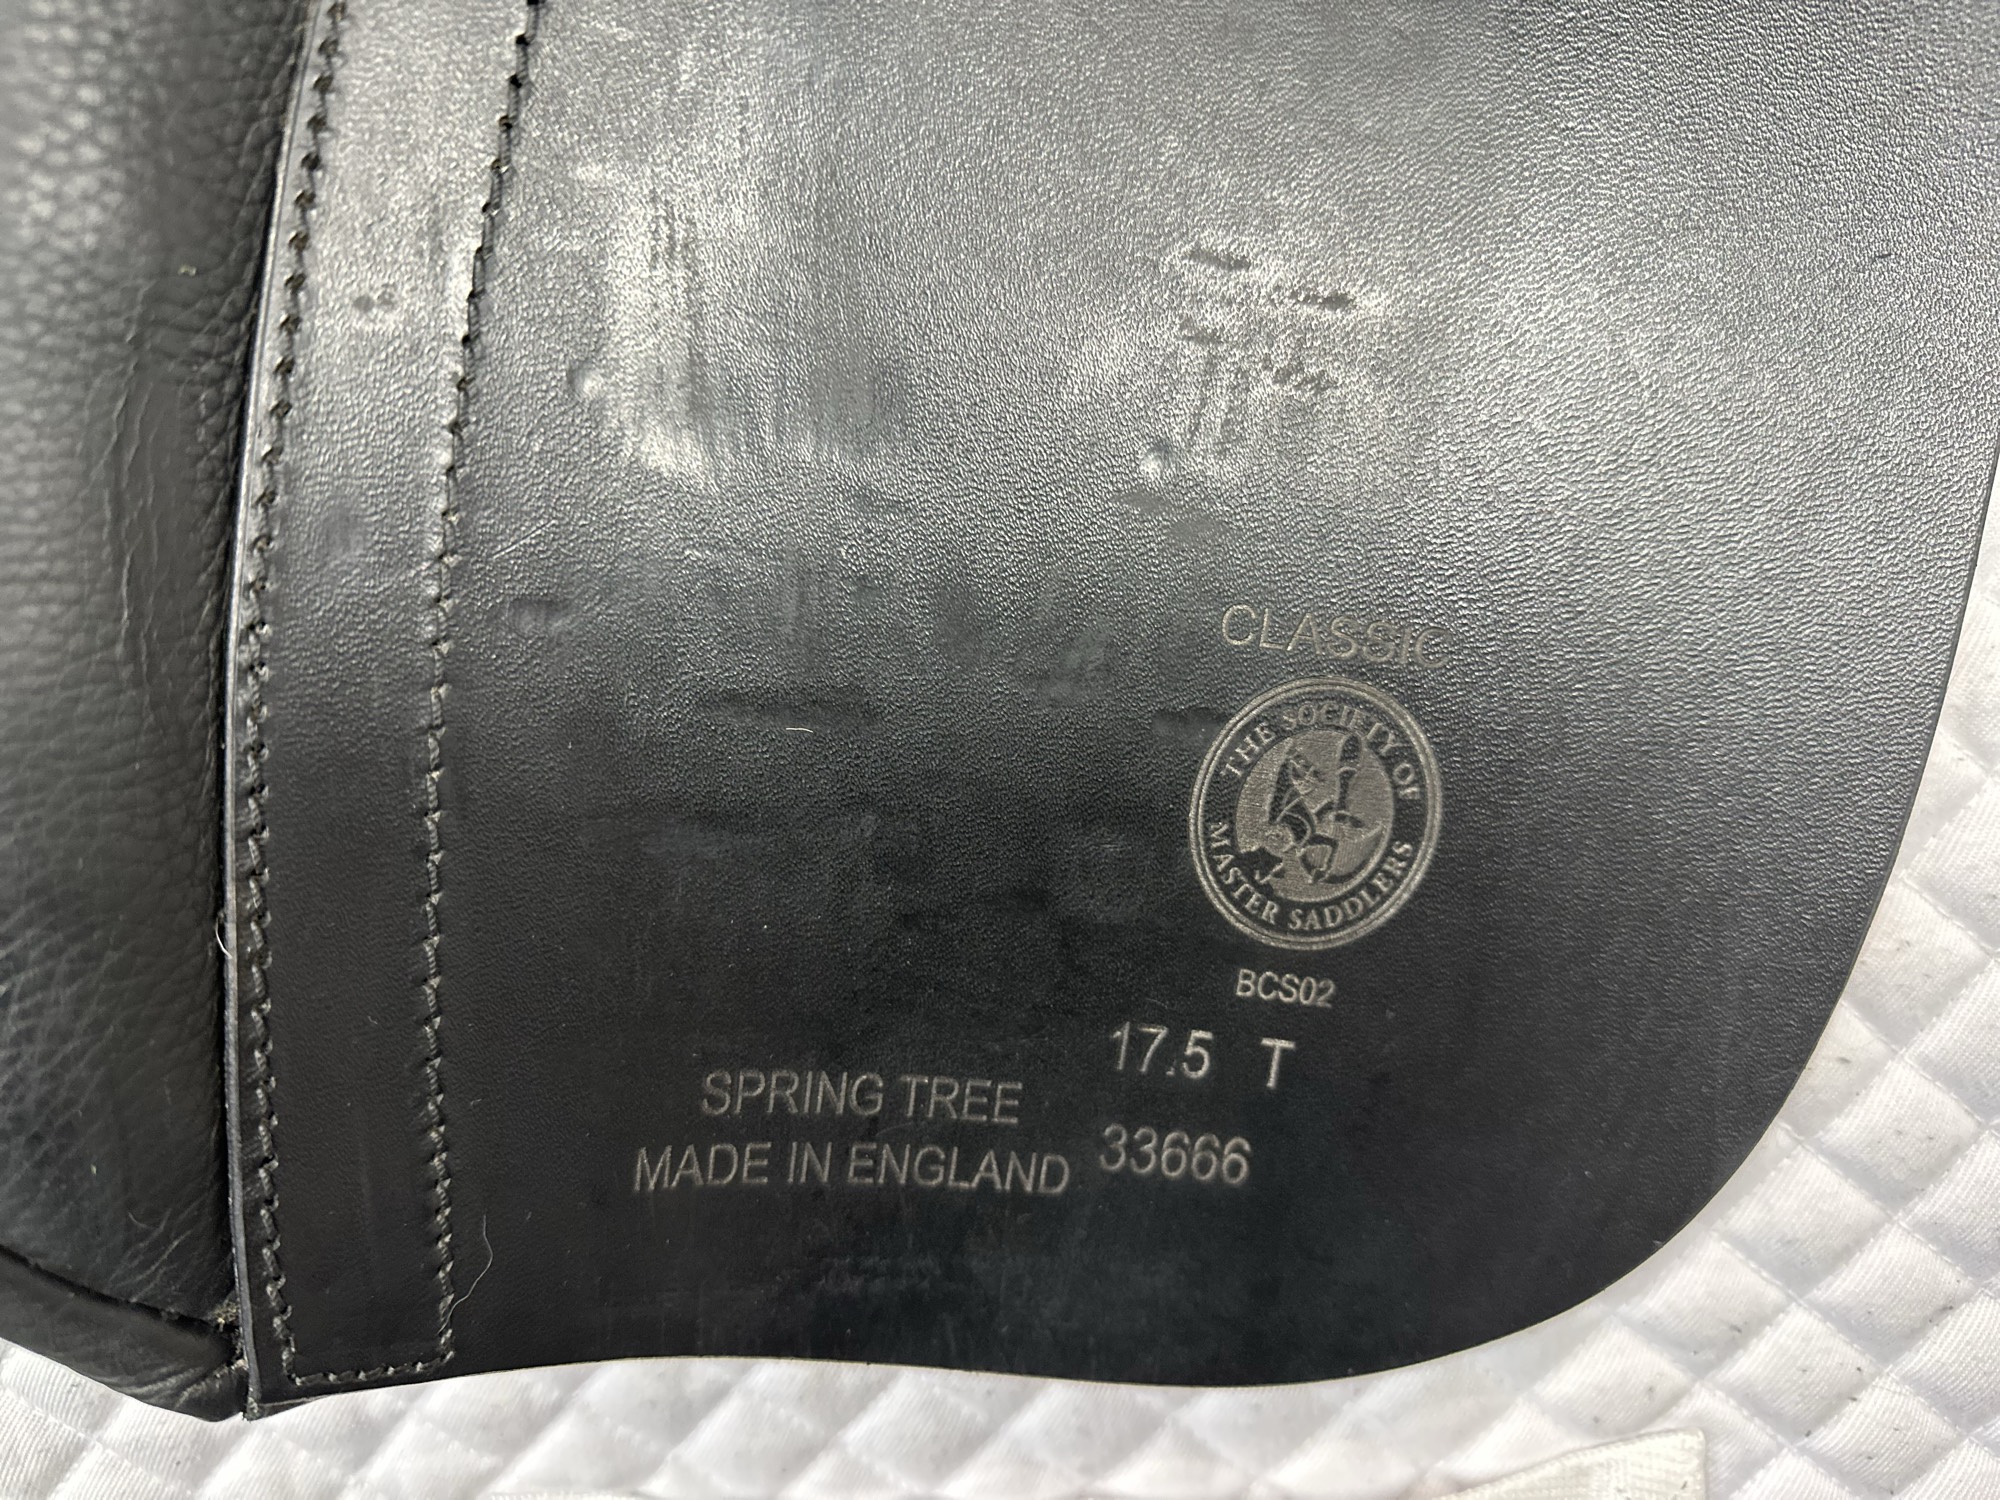 CLASSIC
THE SOCIETY OF
MASTER SADDLERS
BCS02
17.5 T
SPRING TREE
33666
MADE IN ENGLAND